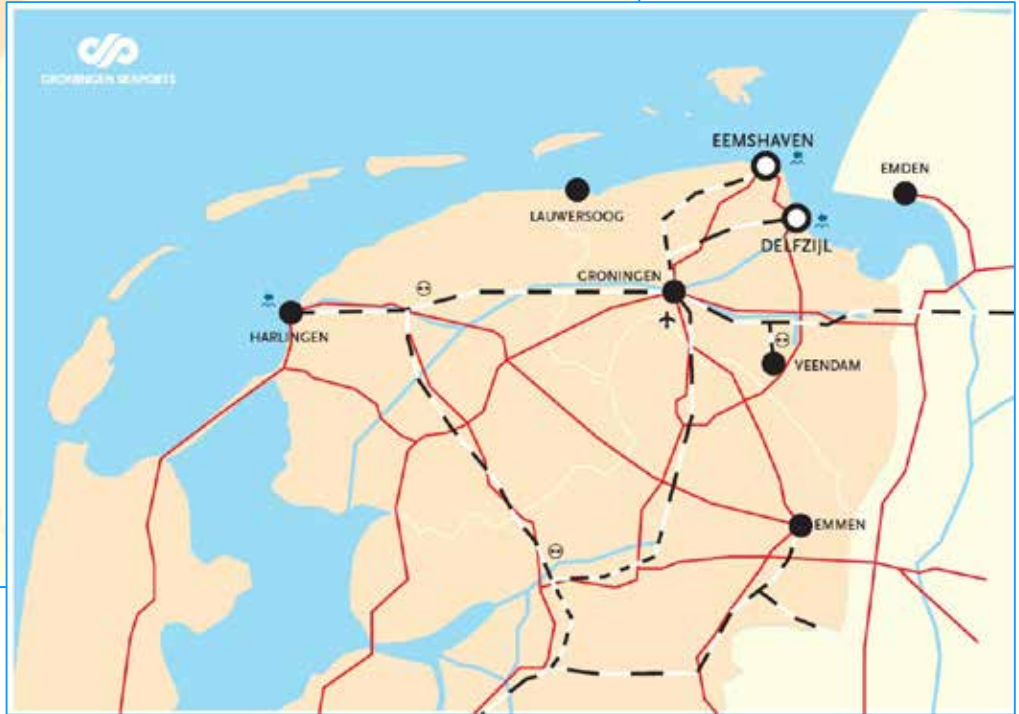 GRONINGEN SEAPORTS
EEMSHAVEN
EMDEN
LAUWERSOOG
DELFZIJL
GRONINGEN
HARLINGEN
VEENDAM
EMMEN